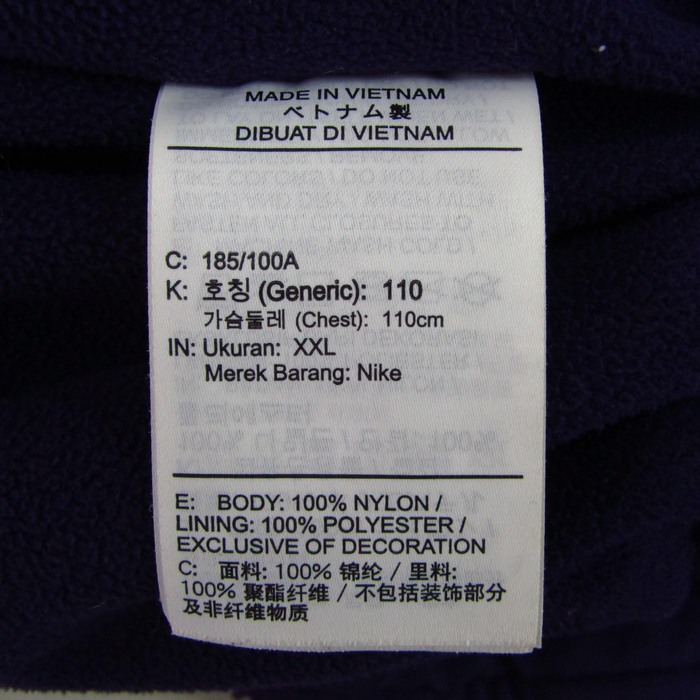 MADE IN VIETNAM
ベトナム製
DIBUAT DI VIETNAM
C: 185/100A
K: 호칭 (Generic): 110
가슴둘레 (Chest): 110cm
IN: Ukuran: XXL
Merek Barang: Nike
E: BODY: 100% NYLON /
LINING: 100% POLYESTER /
EXCLUSIVE OF DECORATION
C: 面料: 100% 锦纶 / 里料:
100% 聚酯纤维 / 不包括装饰部分
及非纤维物质